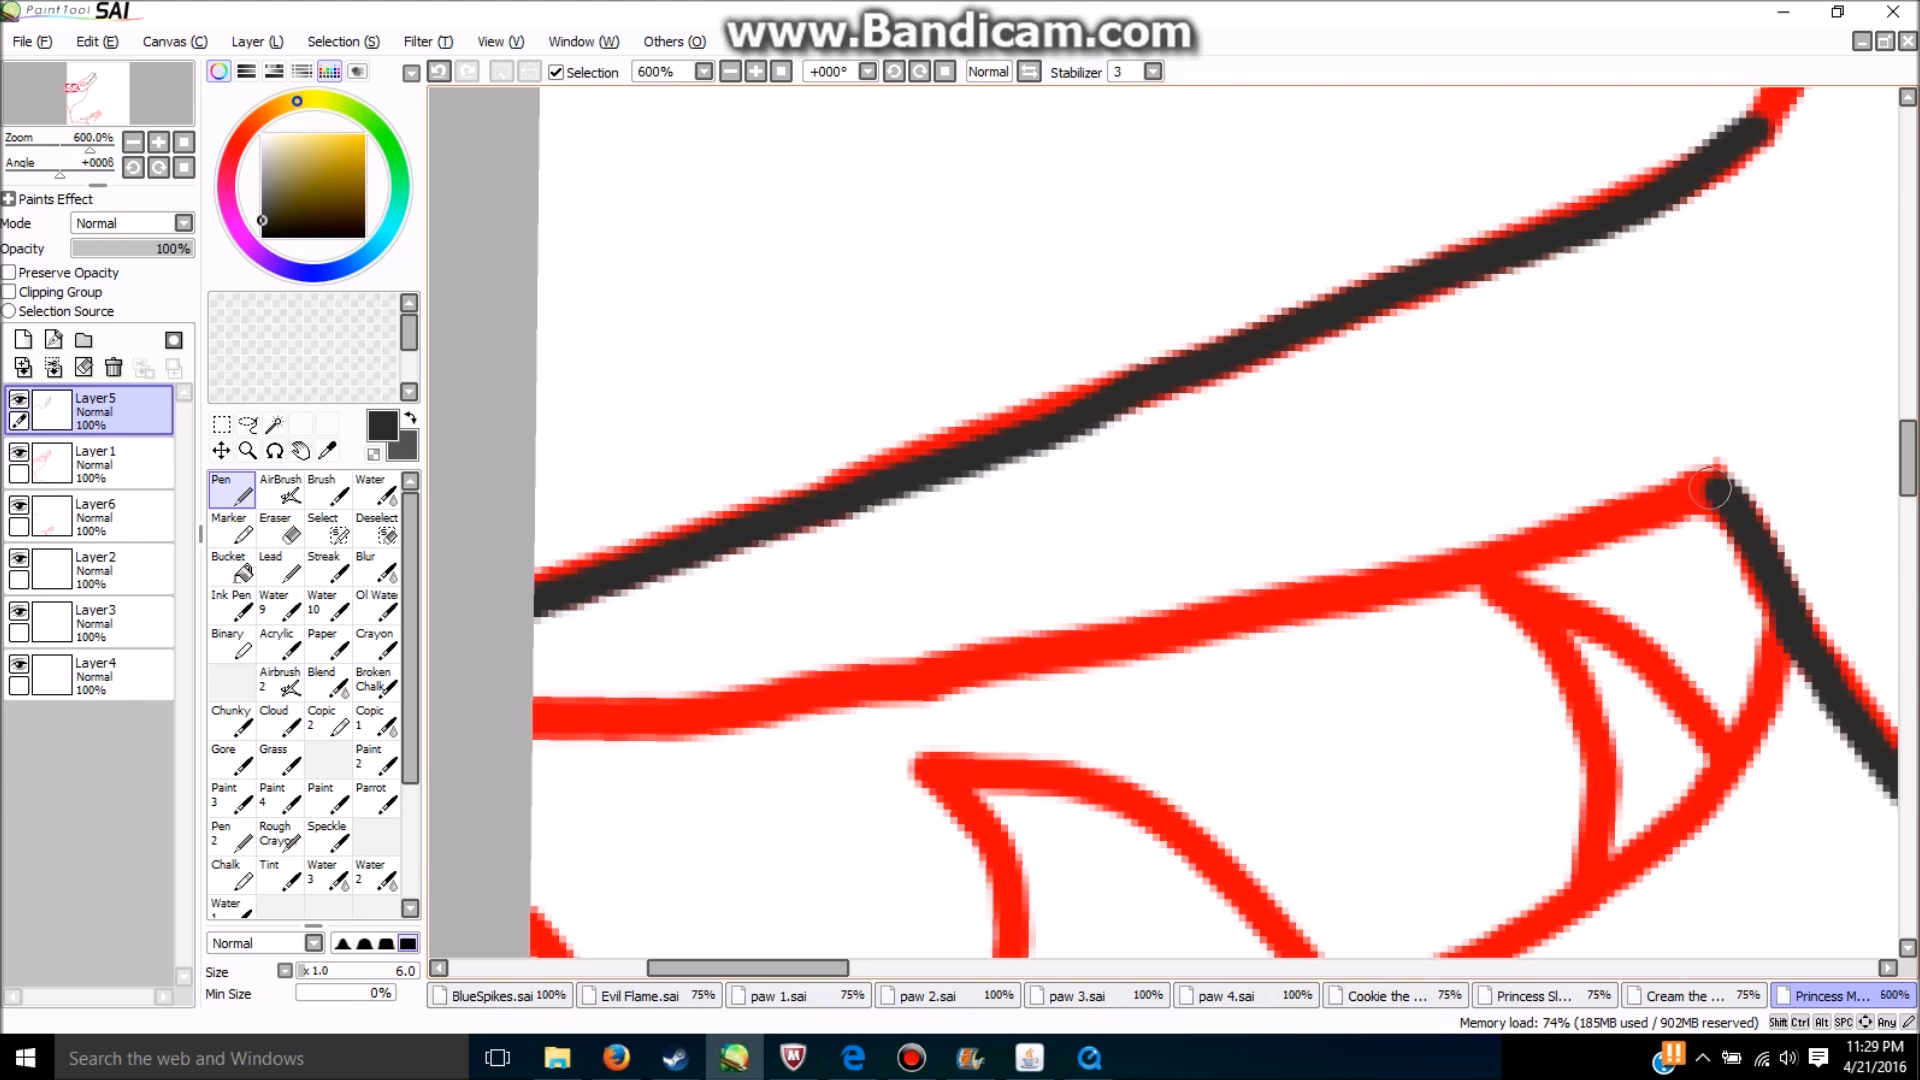 PaintTool SAI
www.Bandicam.com
File (F) Edit (E) Canvas (C) Layer (L) Selection (S) Filter (T) View (V) Window (W) Others (O)
Selection 600% +000° Normal Stabilizer 3
Zoom 600.0%
Angle +000ß
Paints Effect
Mode Normal
Opacity 100%
Preserve Opacity
Clipping Group
Selection Source
Layer5
Normal
100%
Layer1
Normal
100%
Layer6
Normal
100%
Layer2
Normal
100%
Layer3
Normal
100%
Layer4
Normal
100%
Pen AirBrush Brush Water
Marker Eraser Select Deselect
Bucket Lead Streak Blur
Ink Pen Water 9 Water 10 Ol Wate
Binary Acrylic Paper Crayon
Airbrush 2 Blend Broken Chalk
Chunky Cloud Copic 2 Copic 1
Gore Grass Paint 2
Paint 3 Paint 4 Paint Parrot
Pen 2 Rough Crayo Speckle
Chalk Tint Water 3 Water 2
Water
Normal
Size x 1.0 6.0
Min Size 0%
BlueSpikes.sai 100% Evil Flame.sai 75% paw 1.sai 75% paw 2.sai 100% paw 3.sai 100% paw 4.sai 100% Cookie the ... 75% Princess Sl... 75% Cream the ... 75% Princess M... 600%
Memory load: 74% (185MB used / 902MB reserved) Shift Ctrl Alt SPC Any
Search the web and Windows
11:29 PM
4/21/2016